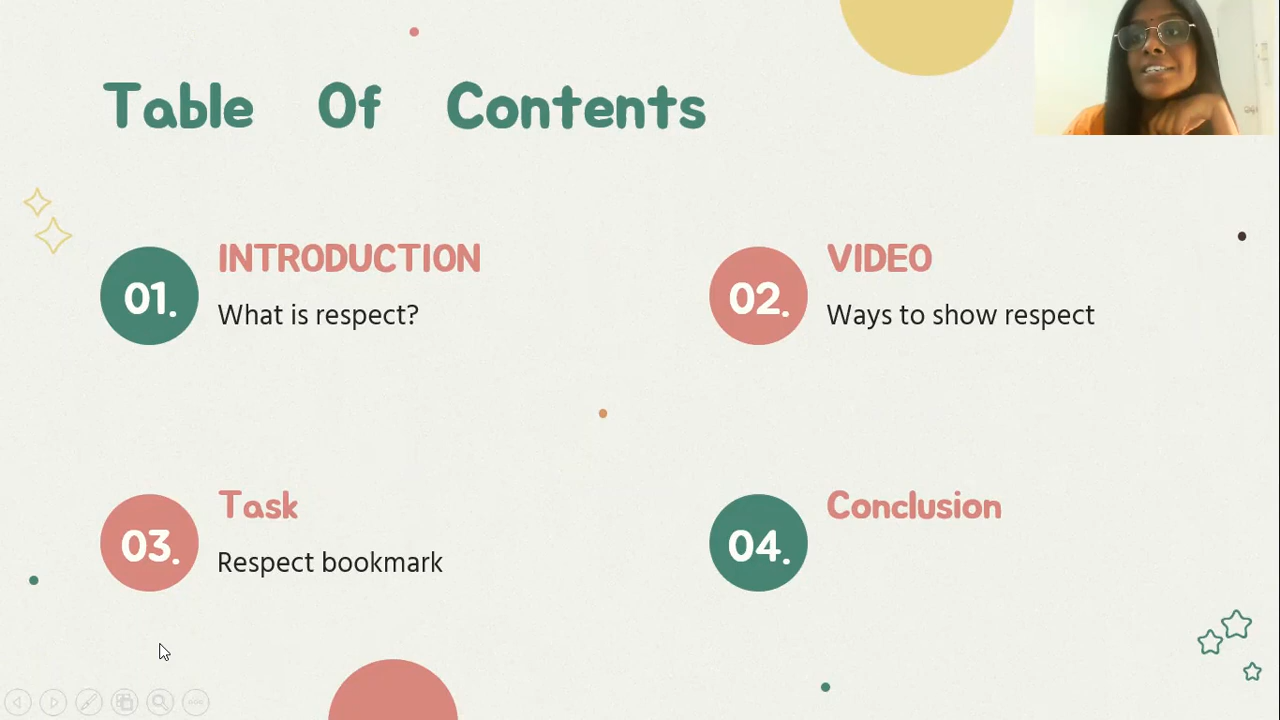 Table Of Contents
01.
INTRODUCTION
What is respect?
02.
VIDEO
Ways to show respect
03.
Task
Respect bookmark
04.
Conclusion